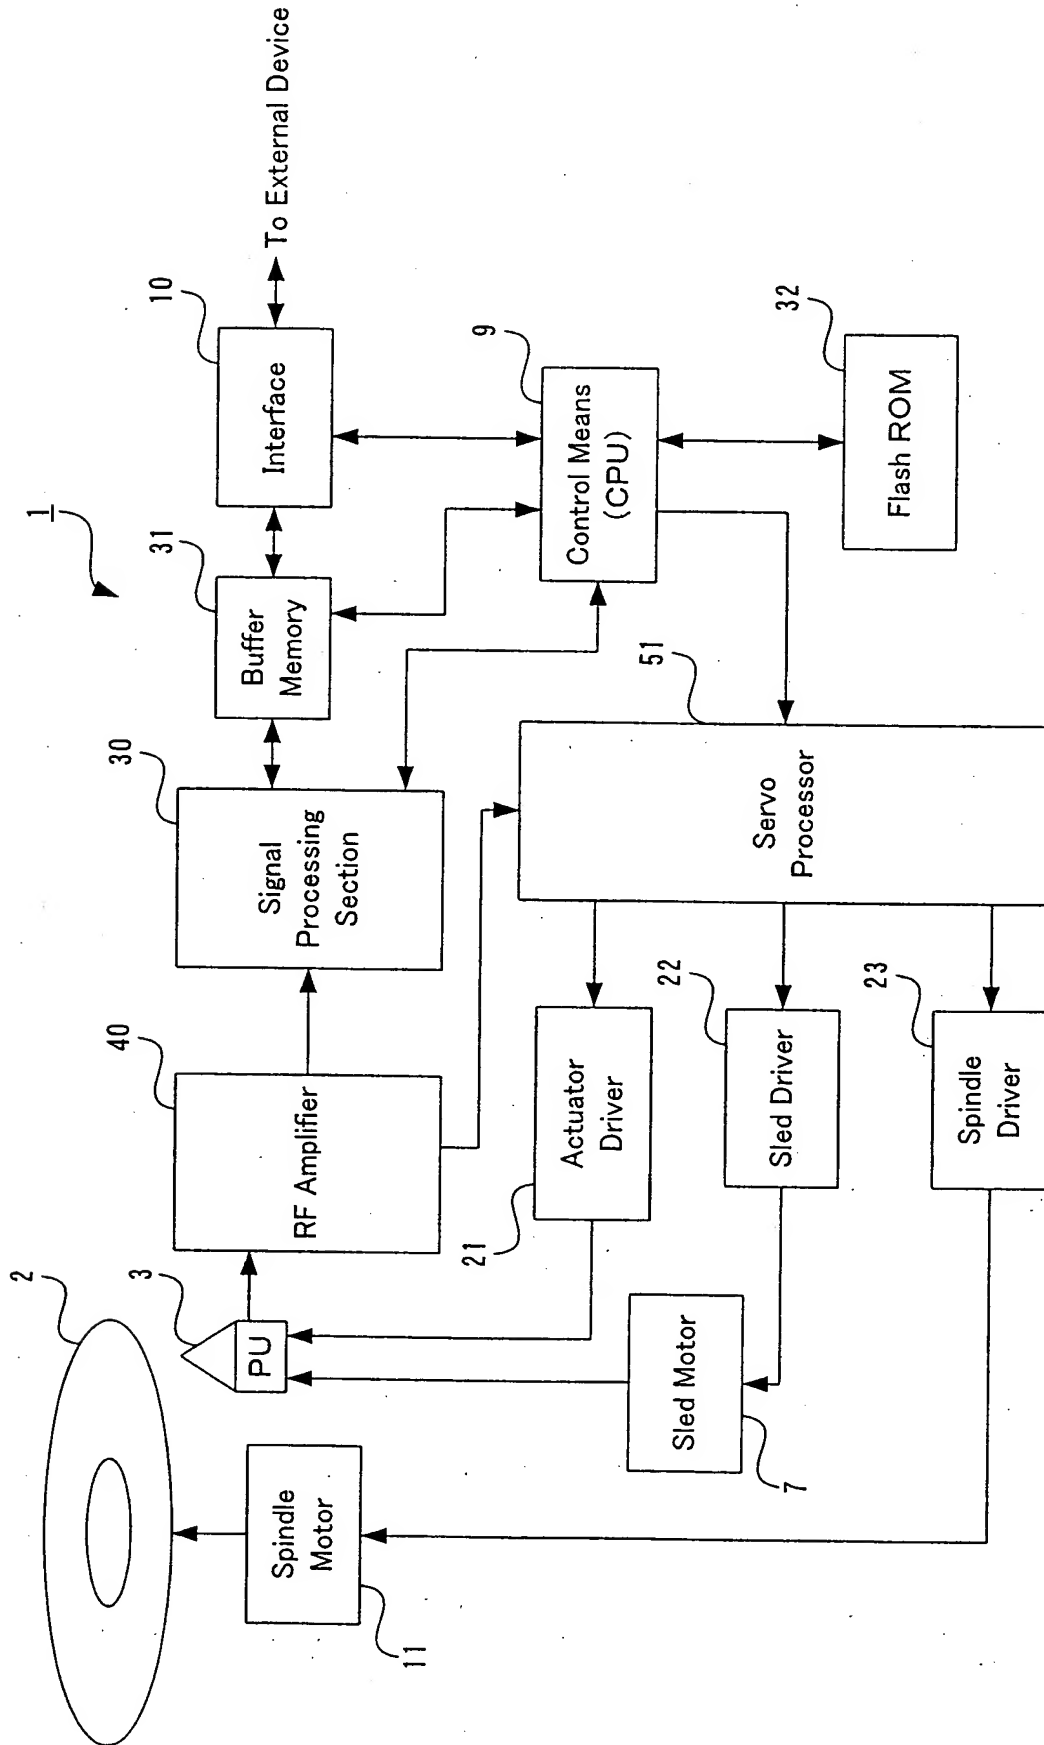 1
2
3
PU
40
RF Amplifier
30
Signal
Processing
Section
31
Buffer
Memory
10
Interface
To External Device
Spindle
Motor
11
21
Actuator
Driver
9
Control Means
(CPU)
Sled Motor
7
22
Sled Driver
51
Servo
Processor
32
Flash ROM
23
Spindle
Driver